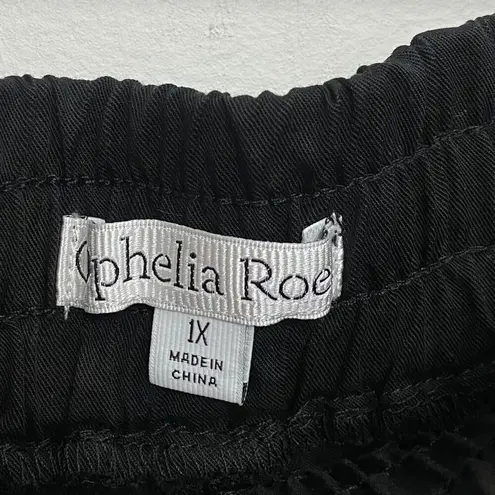 Ophelia Roe
1X
MADE IN
CHINA